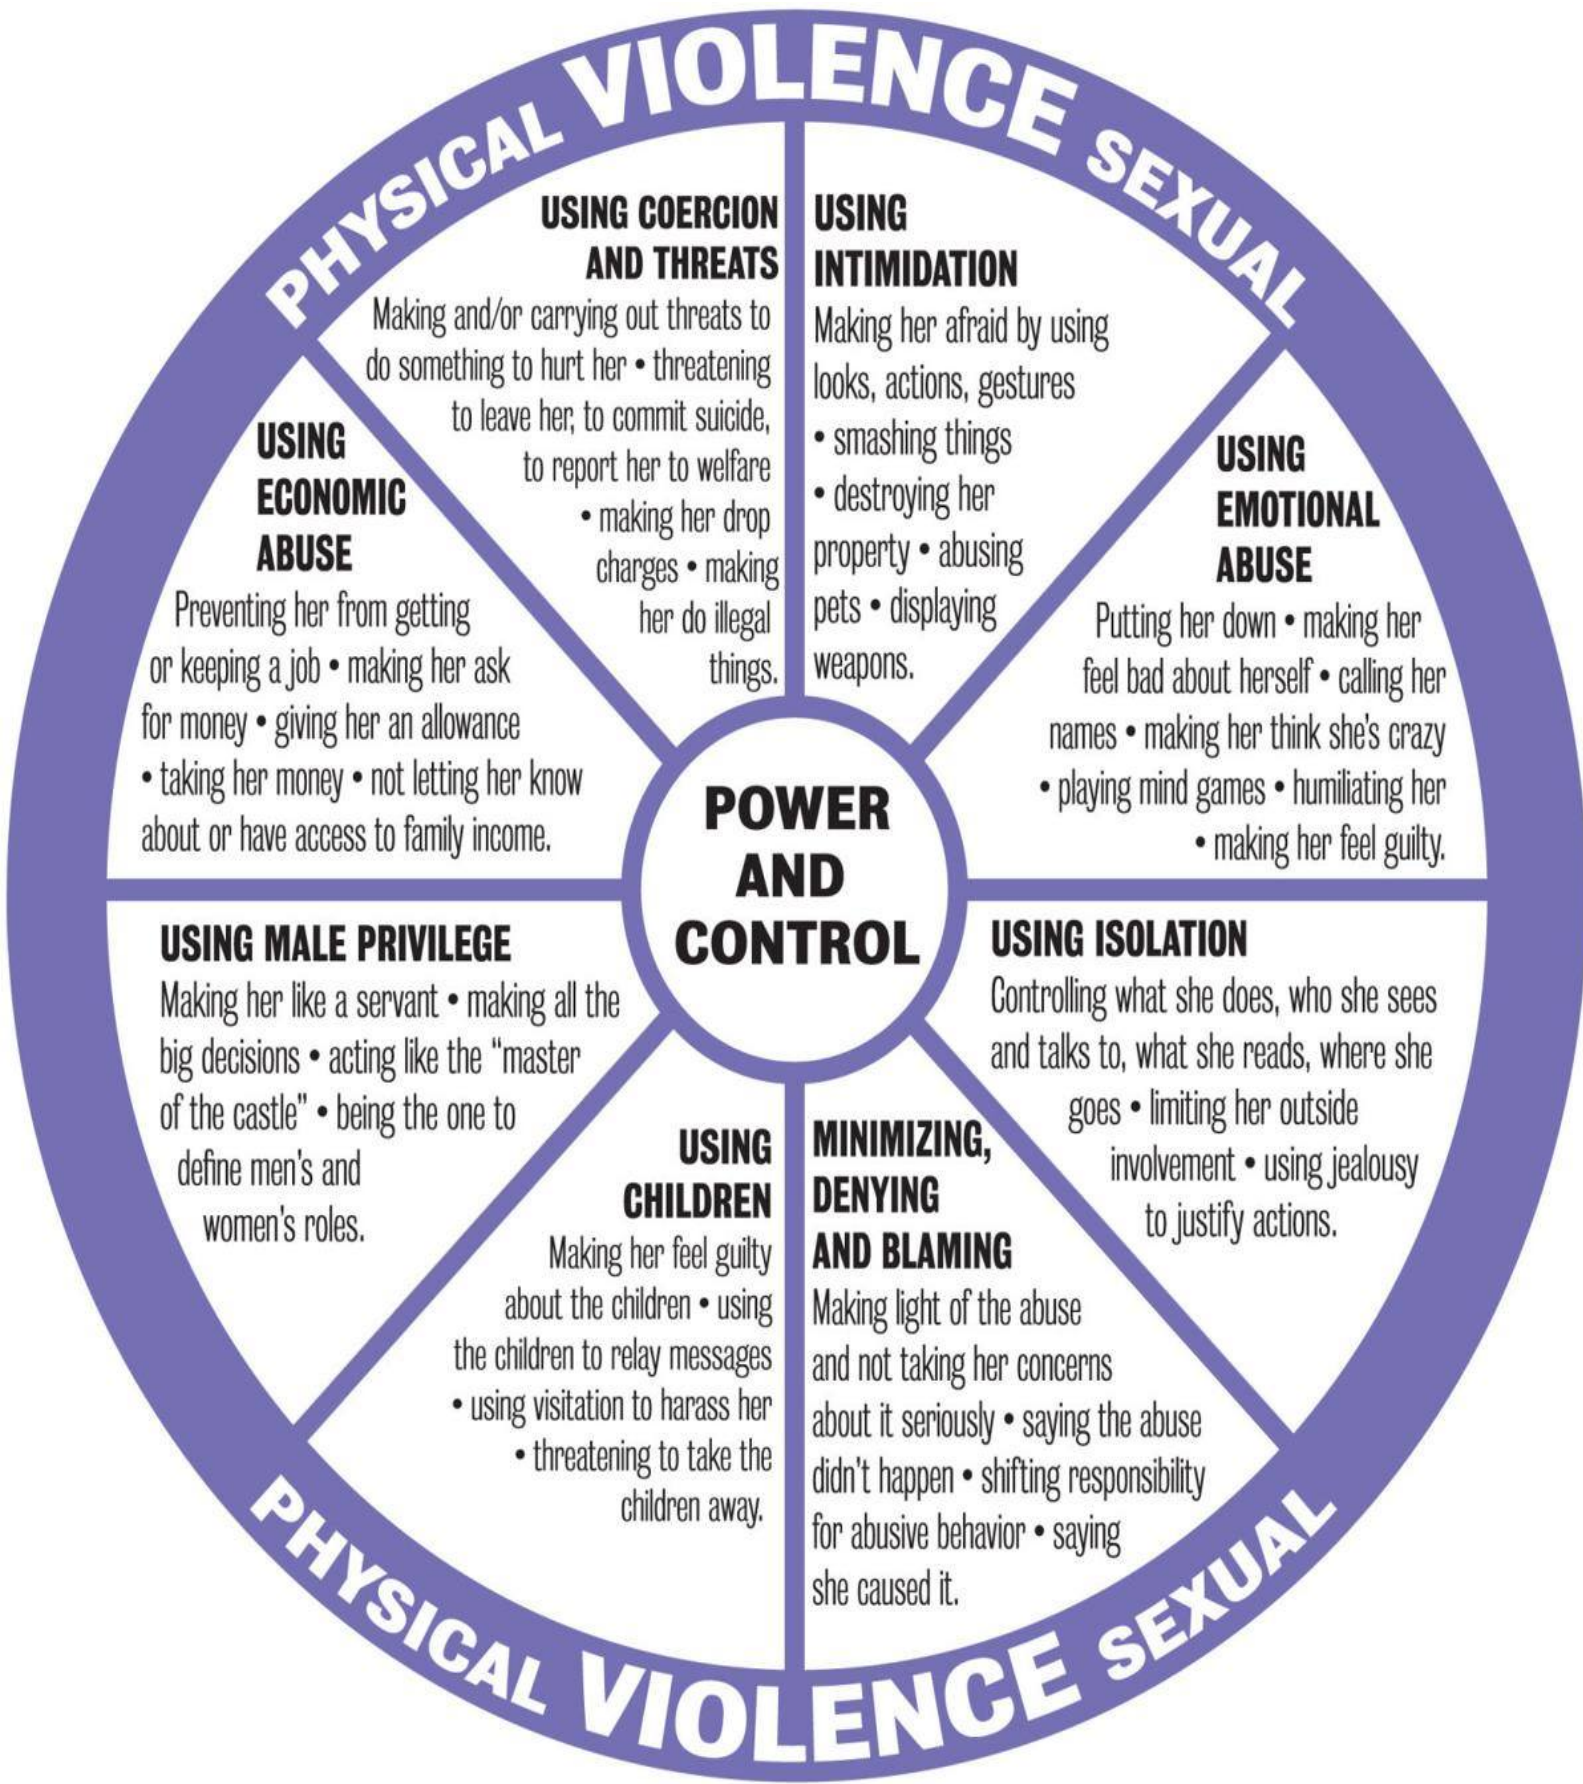 PHYSICAL VIOLENCE SEXUAL
USING COERCION
AND THREATS
Making and/or carrying out threats to
do something to hurt her • threatening
to leave her, to commit suicide,
to report her to welfare
• making her drop
charges • making
her do illegal
things.
USING
INTIMIDATION
Making her afraid by using
looks, actions, gestures
• smashing things
• destroying her
property • abusing
pets • displaying
weapons.
USING
EMOTIONAL
ABUSE
Putting her down • making her
feel bad about herself • calling her
names • making her think she's crazy
• playing mind games • humiliating her
• making her feel guilty.
USING ISOLATION
Controlling what she does, who she sees
and talks to, what she reads, where she
goes • limiting her outside
involvement • using jealousy
to justify actions.
MINIMIZING,
DENYING
AND BLAMING
Making light of the abuse
and not taking her concerns
about it seriously • saying the abuse
didn't happen • shifting responsibility
for abusive behavior • saying
she caused it.
USING
CHILDREN
Making her feel guilty
about the children • using
the children to relay messages
• using visitation to harass her
• threatening to take the
children away.
USING MALE PRIVILEGE
Making her like a servant • making all the
big decisions • acting like the “master
of the castle” • being the one to
define men's and
women's roles.
USING
ECONOMIC
ABUSE
Preventing her from getting
or keeping a job • making her ask
for money • giving her an allowance
• taking her money • not letting her know
about or have access to family income.
POWER
AND
CONTROL
PHYSICAL VIOLENCE SEXUAL